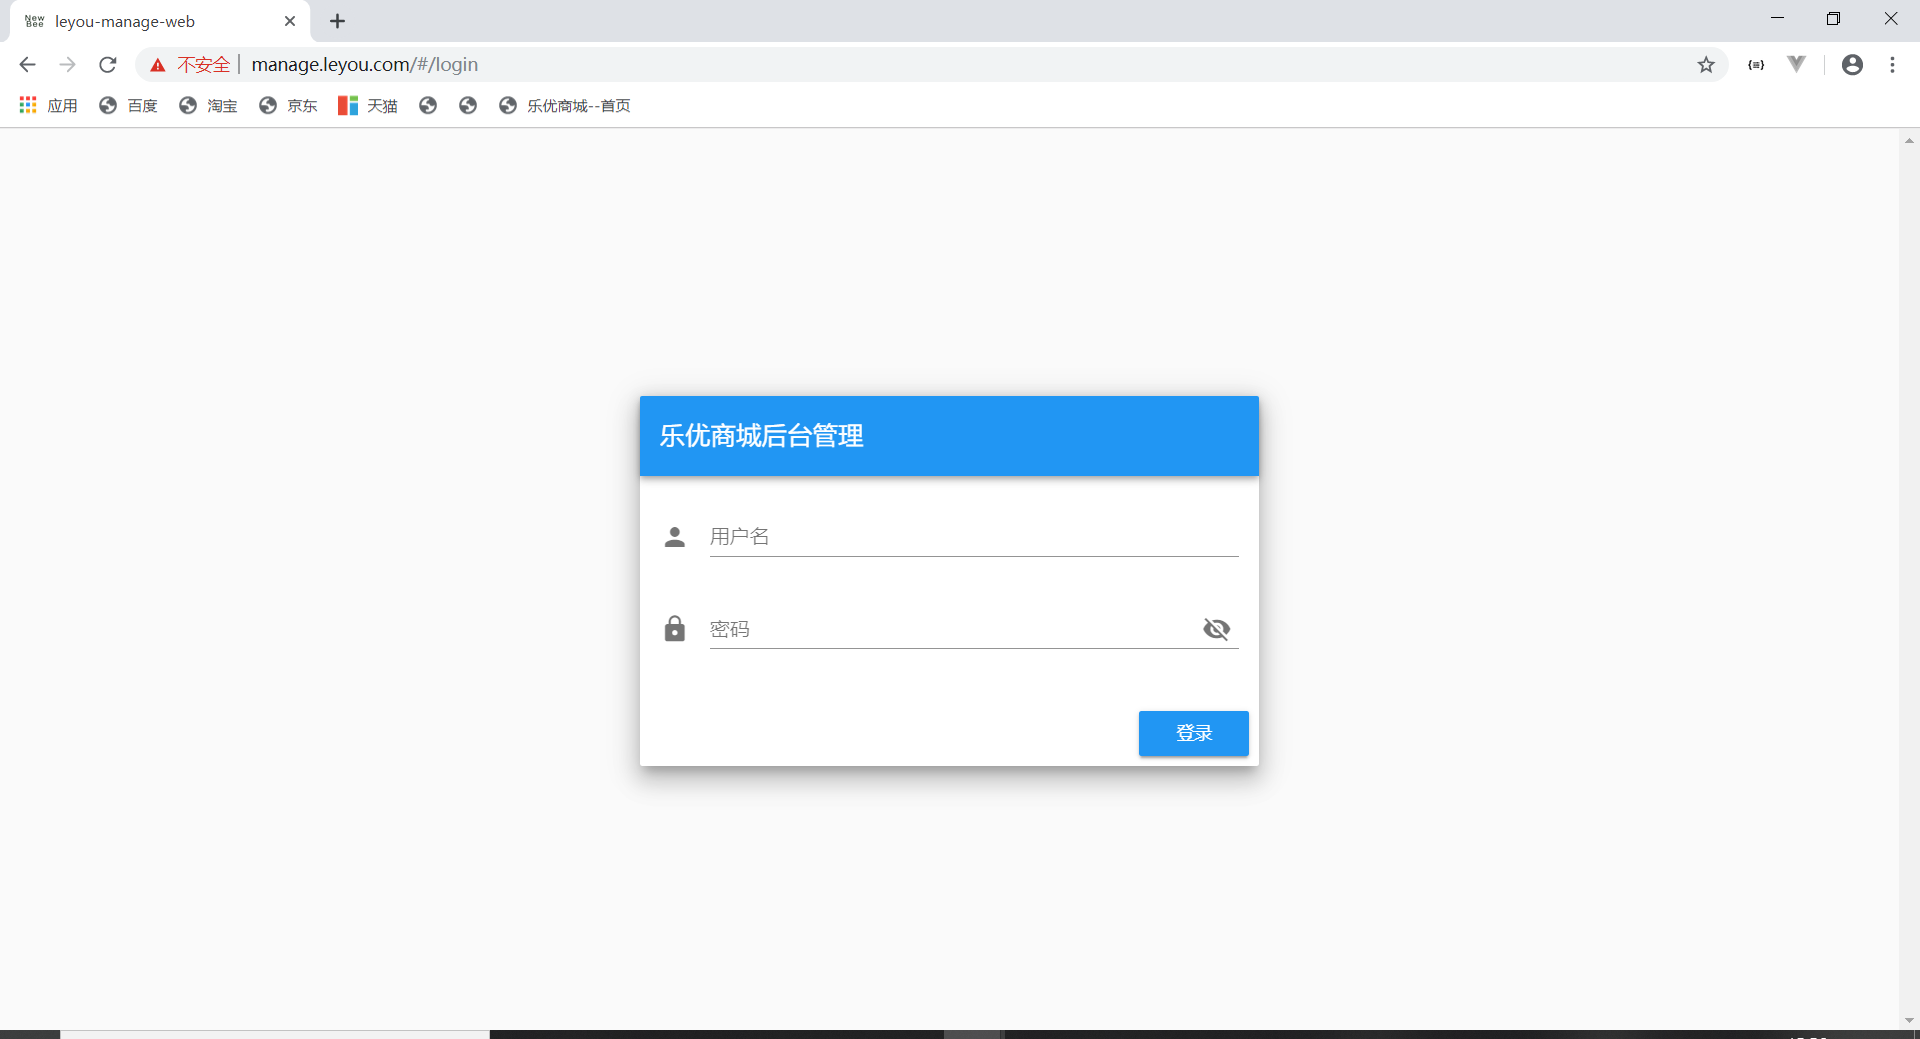 New Bee leyou-manage-web
不安全 manage.leyou.com/#/login
应用 百度 淘宝 京东 天猫 乐优商城--首页
乐优商城后台管理
用户名
密码
登录